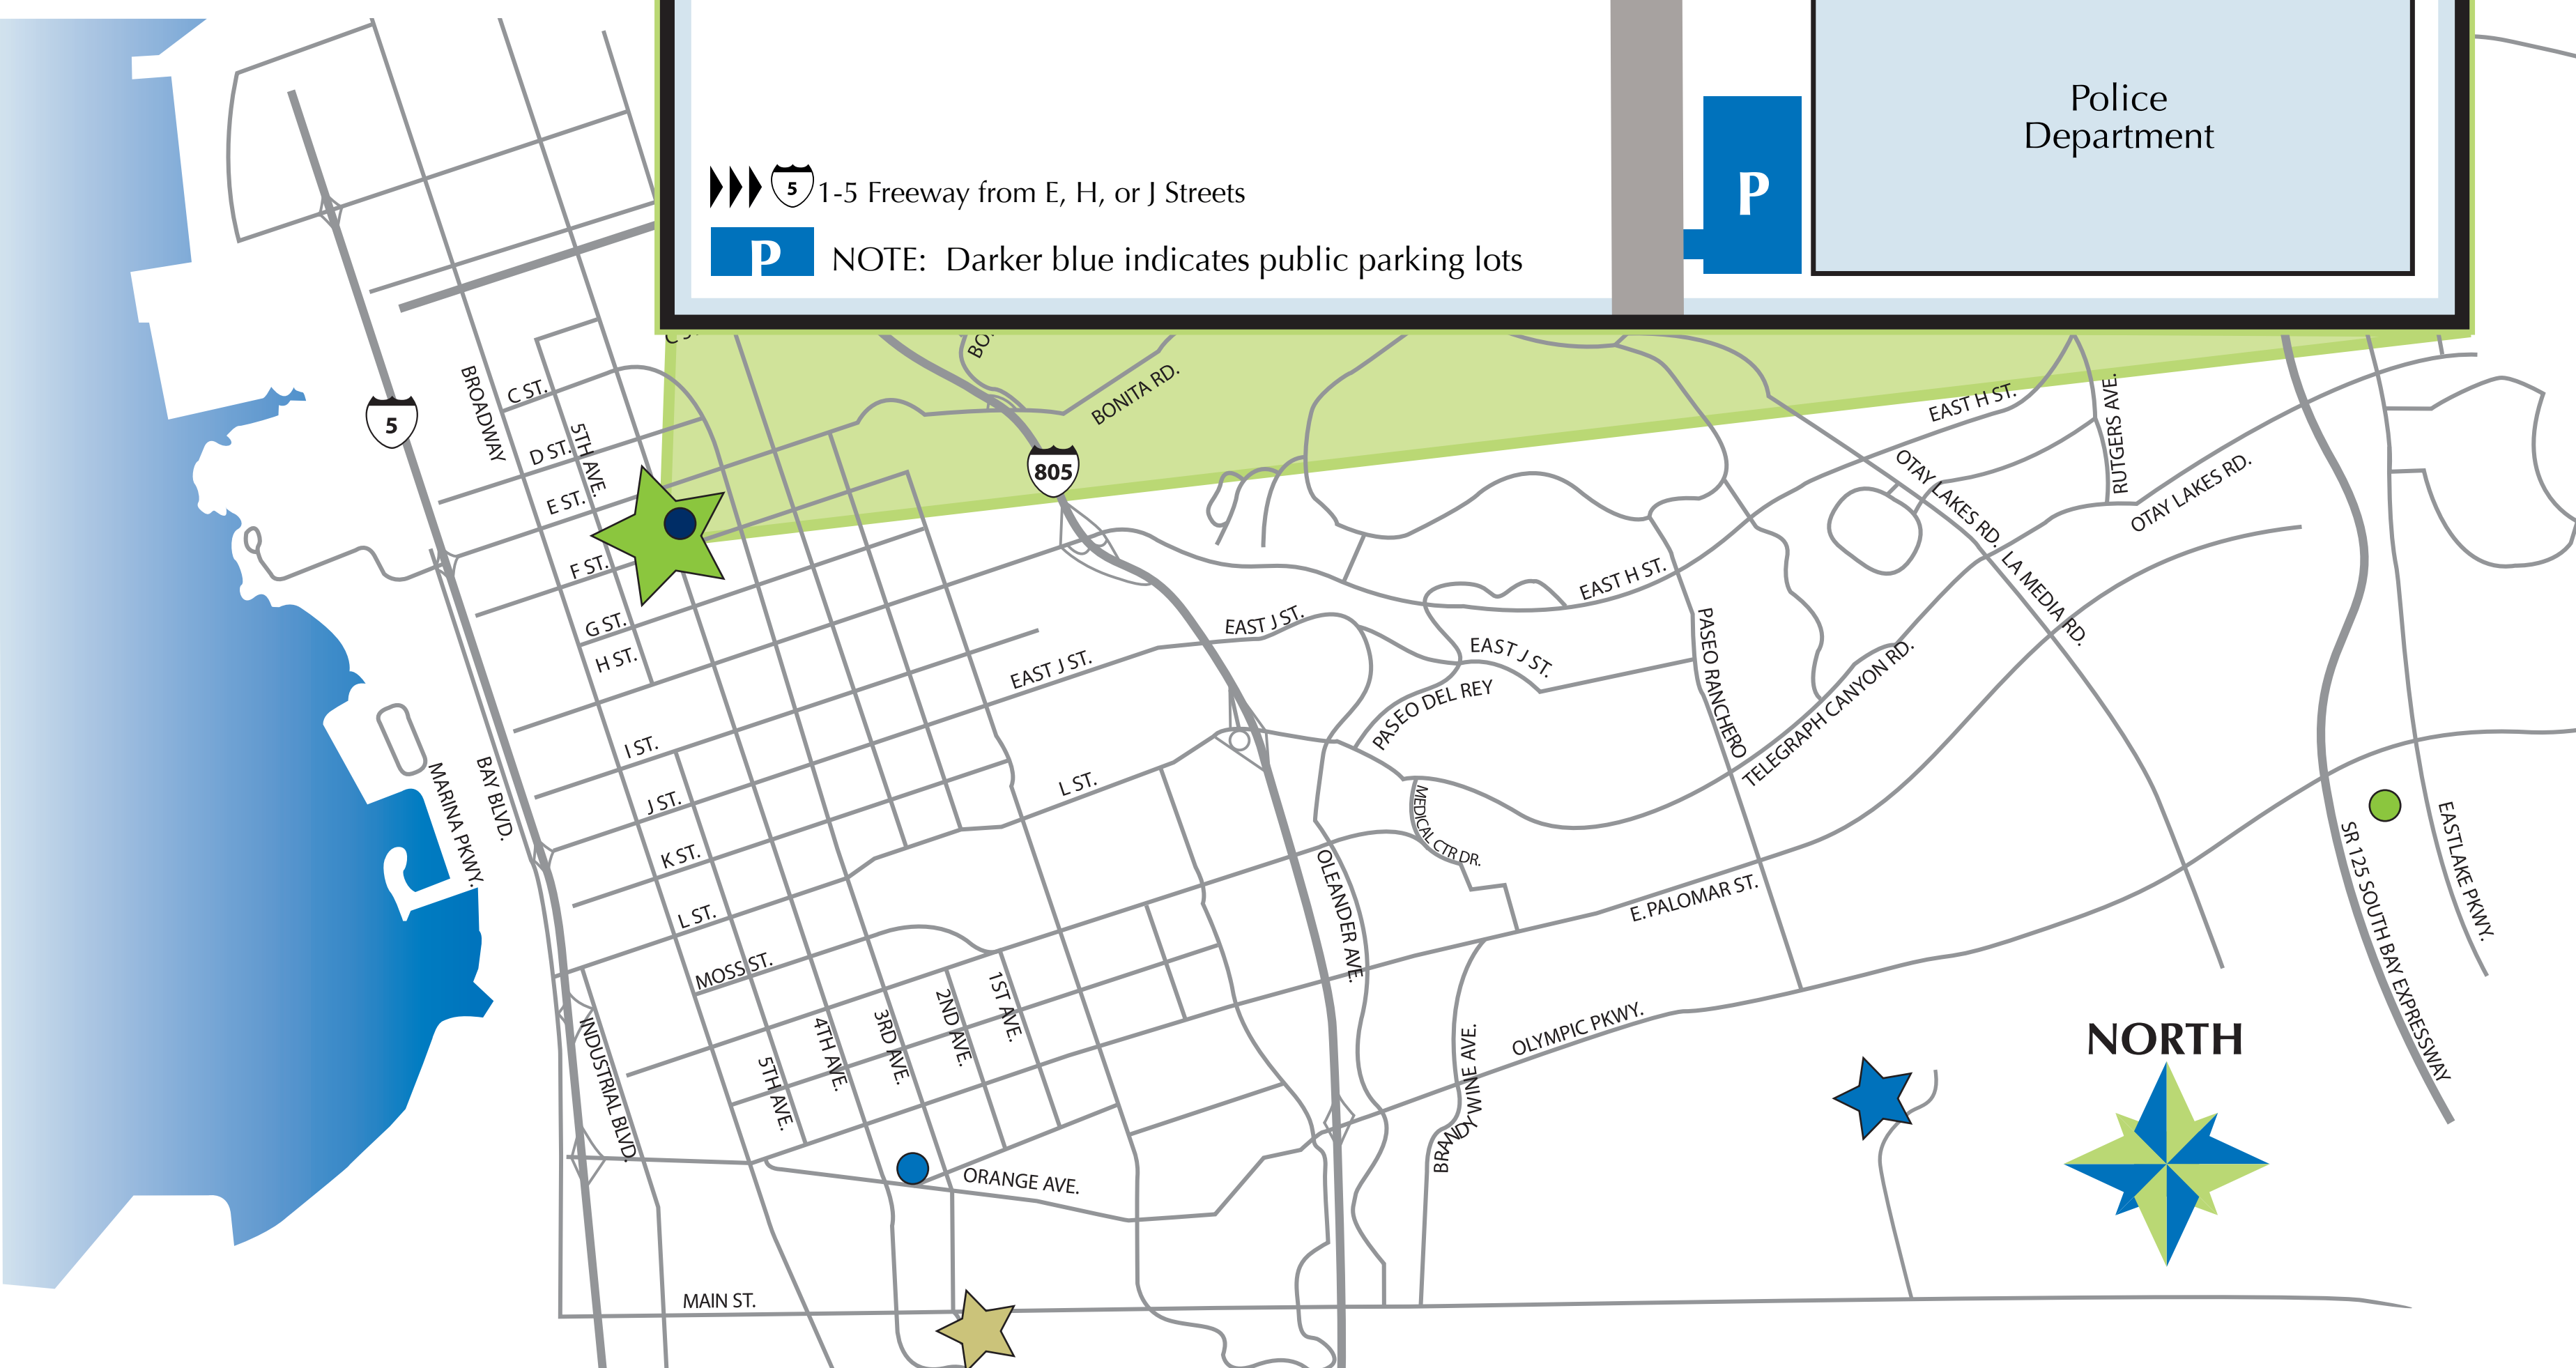 Police
Department
P
5 1-5 Freeway from E, H, or J Streets
P NOTE: Darker blue indicates public parking lots
BONITA RD.
BROADWAY
C ST.
5
5TH AVE.
D ST.
E ST.
F ST.
G ST.
H ST.
805
EAST H ST.
RUTGERS AVE.
OTAY LAKES RD.
OTAY LAKES RD.
LA MEDIA RD.
EAST H ST.
EAST J ST.
EAST J ST.
EAST J ST.
PASEO RANCHERO
PASEO DEL REY
TELEGRAPH CANYON RD.
I ST.
J ST.
K ST.
L ST.
L ST.
MARINA PKWY.
BAY BLVD.
MEDICAL CTR DR.
OLEANDER AVE.
E. PALOMAR ST.
SR 125 SOUTH BAY EXPRESSWAY
EASTLAKE PKWY.
MOSS ST.
INDUSTRIAL BLVD.
5TH AVE.
4TH AVE.
3RD AVE.
2ND AVE.
1ST AVE.
OLYMPIC PKWY.
BRANDYWINE AVE.
NORTH
ORANGE AVE.
MAIN ST.